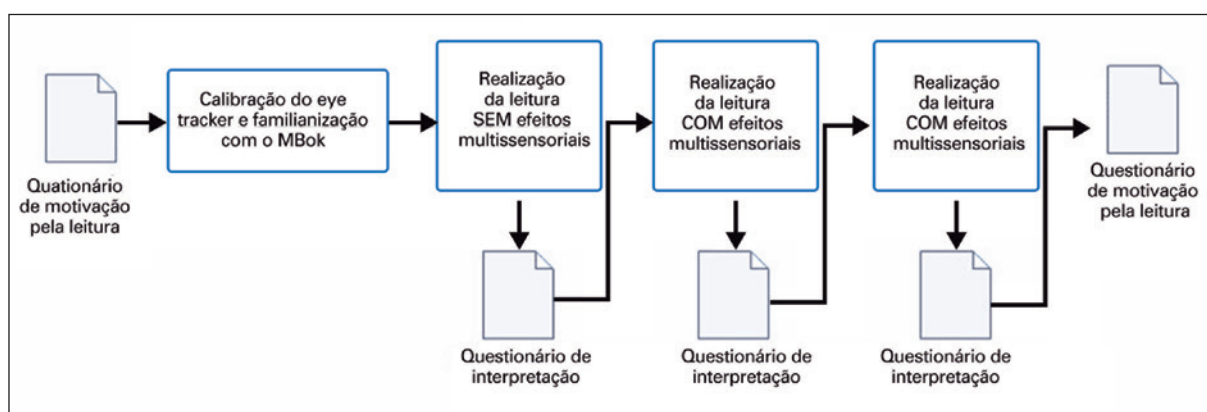 Quationário
de motivação
pela leitura
Calibração do eye
tracker e familianização
com o MBok
Realização
da leitura
SEM efeitos
multissensoriais
Realização
da leitura
COM efeitos
multissensoriais
Realização
da leitura
COM efeitos
multissensoriais
Questionário
de motivação
pela leitura
Questionário de
interpretação
Questionário de
interpretação
Questionário de
interpretação